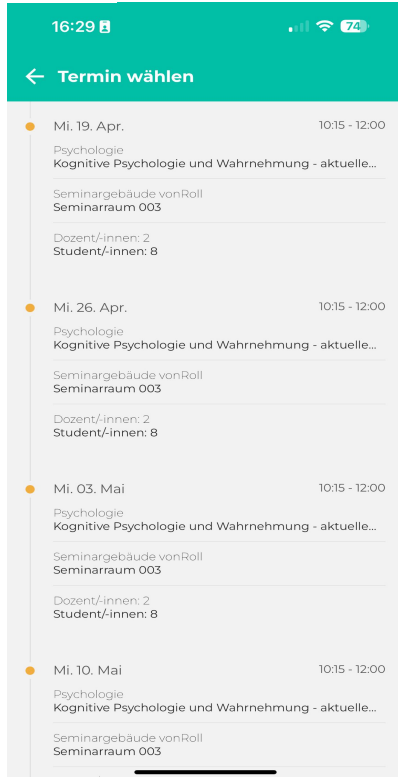 16:29
74
Termin wählen
Mi. 19. Apr. 10:15 - 12:00
Psychologie
Kognitive Psychologie und Wahrnehmung - aktuelle...
Seminargebäude vonRoll
Seminarraum 003
Dozent/-innen: 2
Student/-innen: 8
Mi. 26. Apr. 10:15 - 12:00
Psychologie
Kognitive Psychologie und Wahrnehmung - aktuelle...
Seminargebäude vonRoll
Seminarraum 003
Dozent/-innen: 2
Student/-innen: 8
Mi. 03. Mai 10:15 - 12:00
Psychologie
Kognitive Psychologie und Wahrnehmung - aktuelle...
Seminargebäude vonRoll
Seminarraum 003
Dozent/-innen: 2
Student/-innen: 8
Mi. 10. Mai 10:15 - 12:00
Psychologie
Kognitive Psychologie und Wahrnehmung - aktuelle...
Seminargebäude vonRoll
Seminarraum 003